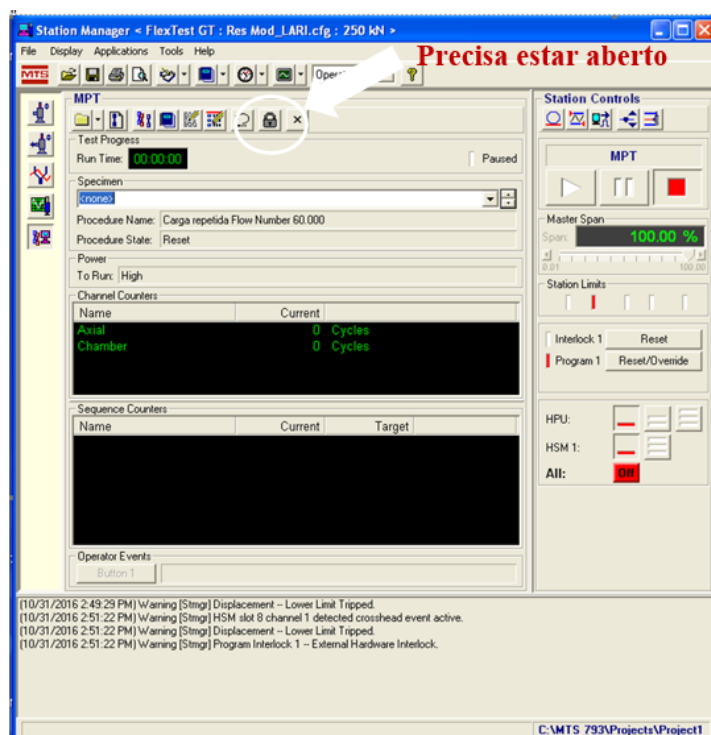 Station Manager < FlexTest GT : Res Mod_LARI.cfg : 250 kN >
File Display Applications Tools Help
Precisa estar aberto
MTS
MPT
Test Progress
Run Time: 00:00:00
Paused
Specimen
<none>
Procedure Name: Carga repetida Flow Number 60.000
Procedure State: Reset
Power
To Run: High
Channel Counters
Name Current
Axial 0 Cycles
Chamber 0 Cycles
Sequence Counters
Name Current Target
Operator Events
Button 1
Station Controls
MPT
Master Span
Span: 100.00 %
0.01 100.00
Station Limits
Interlock 1 Reset
Program 1 Reset/Override
HPU:
HSM 1:
All: Off
(10/31/2016 2:49:29 PM) Warning [Stmgr] Displacement -- Lower Limit Tripped.
(10/31/2016 2:51:22 PM) Warning [Stmgr] HSM slot 8 channel 1 detected crosshead event active.
(10/31/2016 2:51:22 PM) Warning [Stmgr] Displacement -- Lower Limit Tripped.
(10/31/2016 2:51:22 PM) Warning [Stmgr] Program Interlock 1 -- External Hardware Interlock.
C:\MTS 793\Projects\Project1